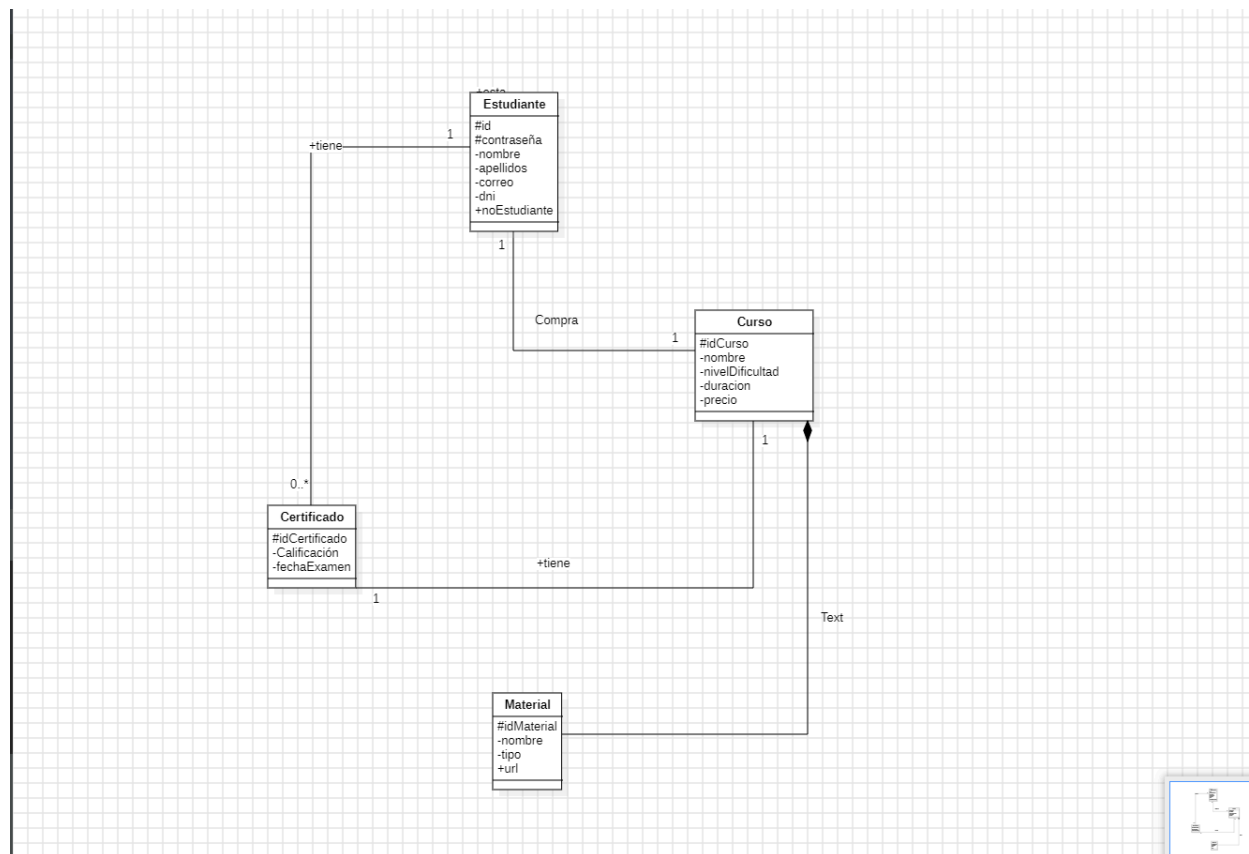 +esta
Estudiante
#id
#contraseña
-nombre
-apellidos
-correo
-dni
+noEstudiante
1
+tiene
1
Compra
1
Curso
#idCurso
-nombre
-nivelDificultad
-duracion
-precio
1
0..*
Certificado
#idCertificado
-Calificación
-fechaExamen
+tiene
1
Text
Material
#idMaterial
-nombre
-tipo
+url